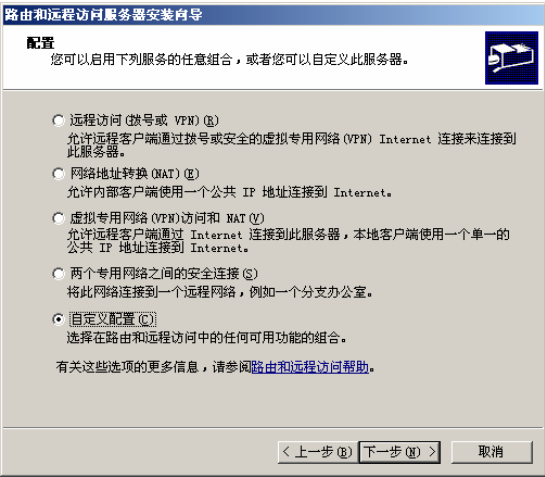 路由和远程访问服务器安装向导
配置
您可以启用下列服务的任意组合，或者您可以自定义此服务器。
远程访问(拨号或 VPN)(R)
允许远程客户端通过拨号或安全的虚拟专用网络(VPN) Internet 连接来连接到
此服务器。
网络地址转换(NAT)(E)
允许内部客户端使用一个公共 IP 地址连接到 Internet。
虚拟专用网络(VPN)访问和 NAT(V)
允许远程客户端通过 Internet 连接到此服务器，本地客户端使用一个单一的
公共 IP 地址连接到 Internet。
两个专用网络之间的安全连接(S)
将此网络连接到一个远程网络，例如一个分支办公室。
自定义配置(C)
选择在路由和远程访问中的任何可用功能的组合。
有关这些选项的更多信息，请参阅路由和远程访问帮助。
< 上一步(B) 下一步(N) > 取消